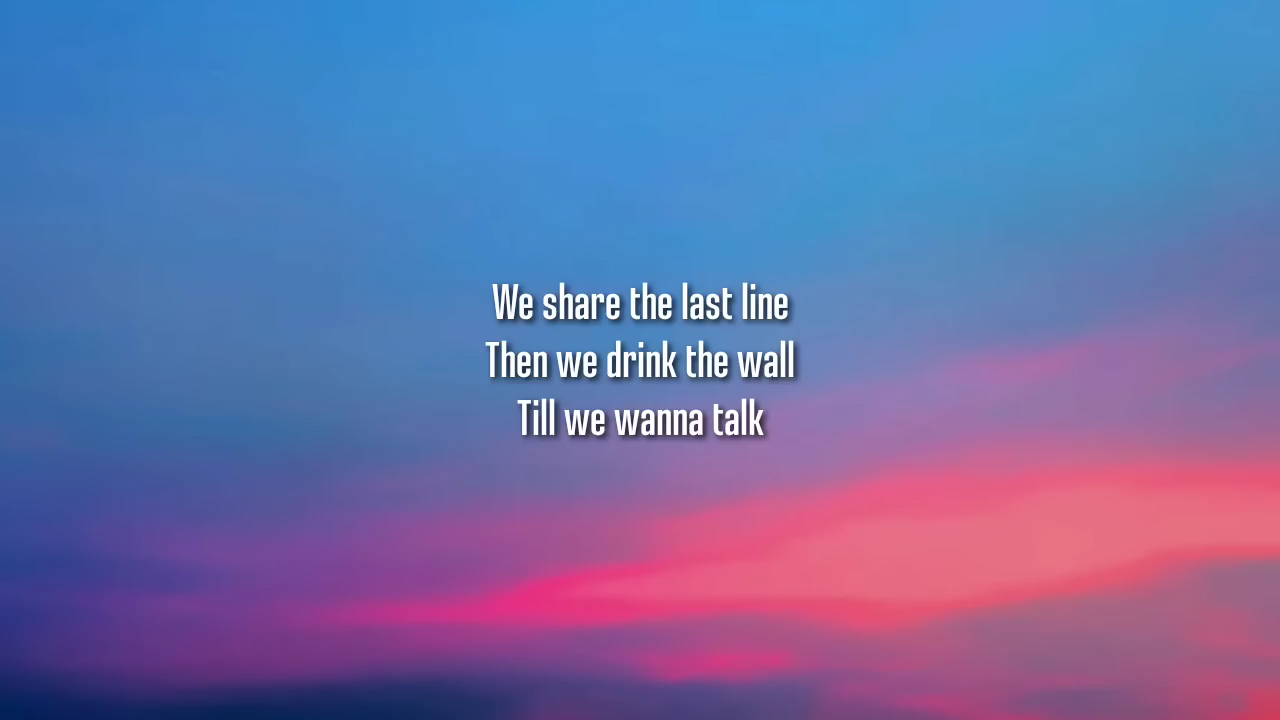 We share the last line
Then we drink the wall
Till we wanna talk